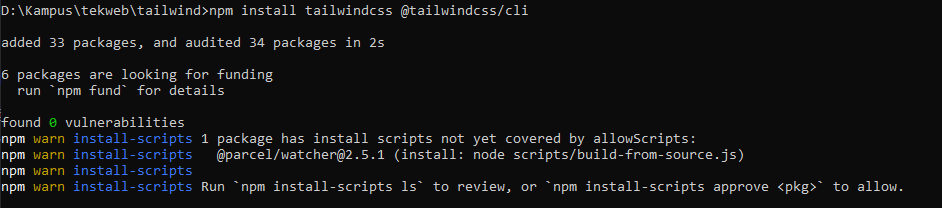 D:\Kampus\tekweb\tailwind>npm install tailwindcss @tailwindcss/cli
added 33 packages, and audited 34 packages in 2s
6 packages are looking for funding
  run `npm fund` for details
found 0 vulnerabilities
npm warn install-scripts 1 package has install scripts not yet covered by allowScripts:
npm warn install-scripts   @parcel/watcher@2.5.1 (install: node scripts/build-from-source.js)
npm warn install-scripts
npm warn install-scripts Run `npm install-scripts ls` to review, or `npm install-scripts approve <pkg>` to allow.